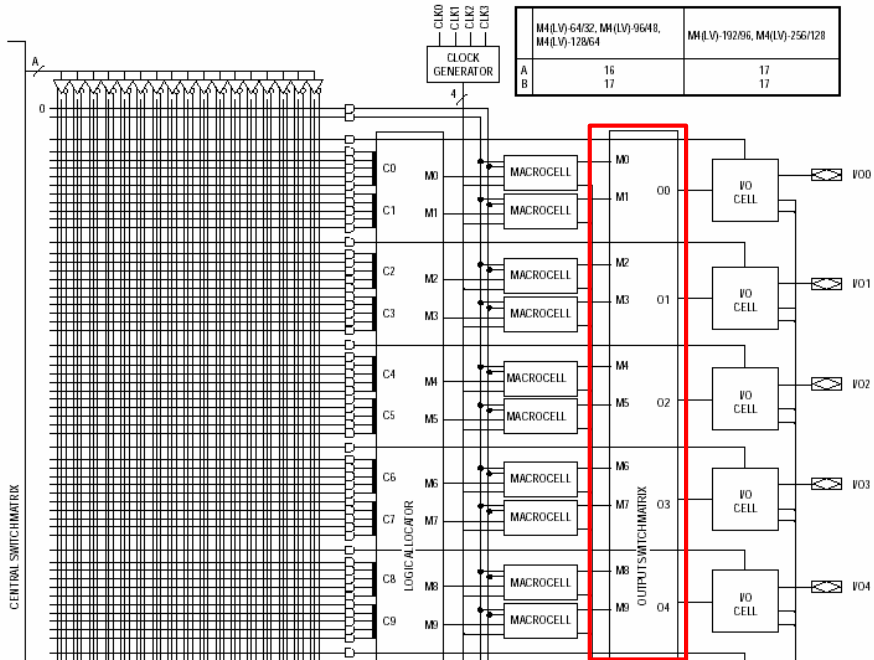 CLK0
CLK1
CLK2
CLK3
M4(LV)-64/32, M4(LV)-96/48,
M4(LV)-128/64
M4(LV)-192/96, M4(LV)-256/128
A 16 17
B 17 17
CLOCK
GENERATOR
A
4
0
C0
M0
MACROCELL
M0
O0
I/O
CELL
I/O0
C1
M1
MACROCELL
M1
C2
M2
MACROCELL
M2
O1
I/O
CELL
I/O1
C3
M3
MACROCELL
M3
C4
M4
MACROCELL
M4
O2
I/O
CELL
I/O2
C5
M5
MACROCELL
M5
C6
M6
MACROCELL
M6
O3
I/O
CELL
I/O3
C7
M7
MACROCELL
M7
C8
M8
MACROCELL
M8
O4
I/O
CELL
I/O4
C9
M9
MACROCELL
M9
CENTRAL SWITCH MATRIX
LOGIC ALLOCATOR
OUTPUT SWITCH MATRIX